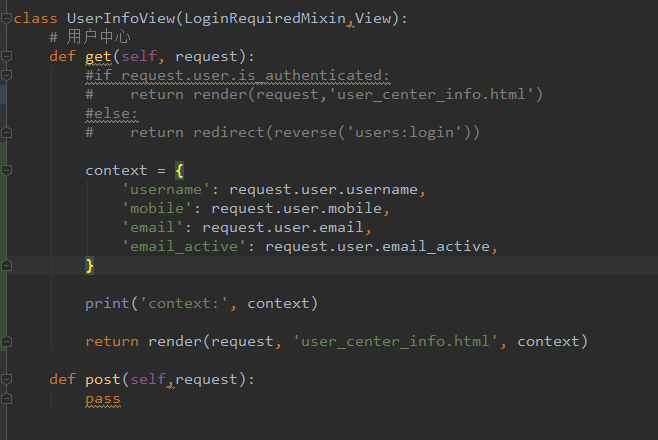 class UserInfoView(LoginRequiredMixin,View):
    # 用户中心
    def get(self, request):
        #if request.user.is_authenticated:
        #    return render(request,'user_center_info.html')
        #else:
        #    return redirect(reverse('users:login'))
        context = {
            'username': request.user.username,
            'mobile': request.user.mobile,
            'email': request.user.email,
            'email_active': request.user.email_active,
        }
        print('context:', context)
        return render(request, 'user_center_info.html', context)
    def post(self,request):
        pass